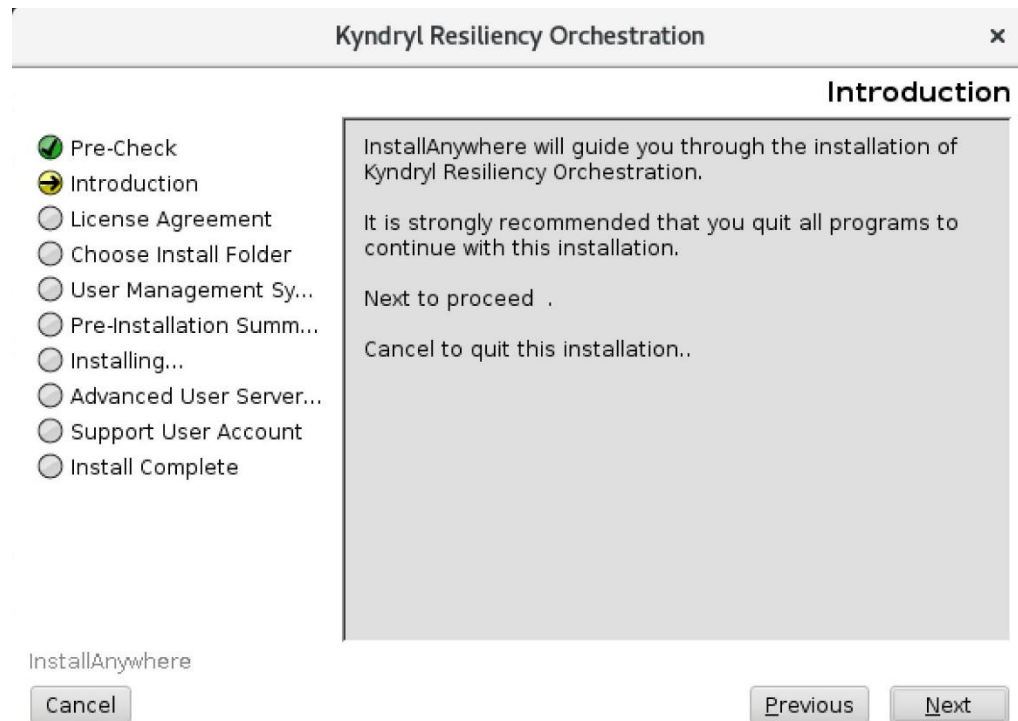 Kyndryl Resiliency Orchestration
Introduction
Pre-Check
Introduction
License Agreement
Choose Install Folder
User Management Sy...
Pre-Installation Summ...
Installing...
Advanced User Server...
Support User Account
Install Complete
InstallAnywhere will guide you through the installation of
Kyndryl Resiliency Orchestration.
It is strongly recommended that you quit all programs to
continue with this installation.
Next to proceed .
Cancel to quit this installation..
InstallAnywhere
Cancel
Previous
Next